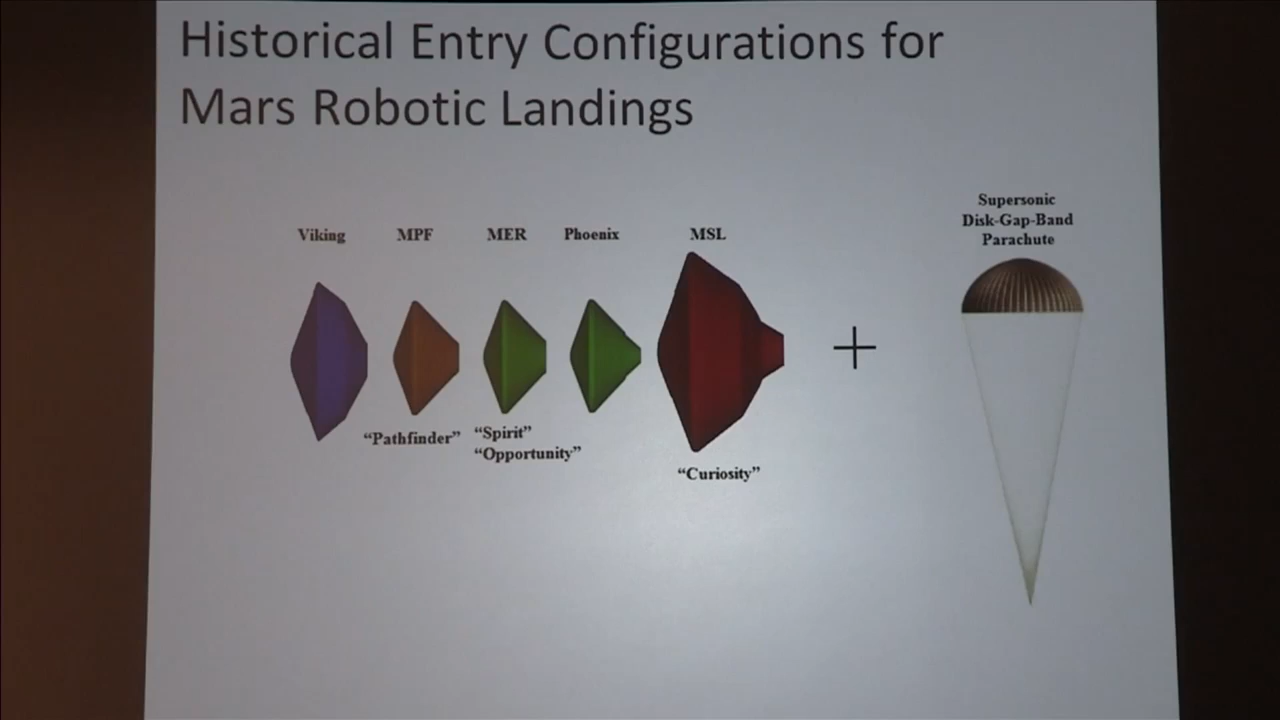 Historical Entry Configurations for
Mars Robotic Landings
Supersonic
Disk-Gap-Band
Parachute
Viking MPF MER Phoenix MSL
"Pathfinder" "Spirit"
"Opportunity"
"Curiosity"